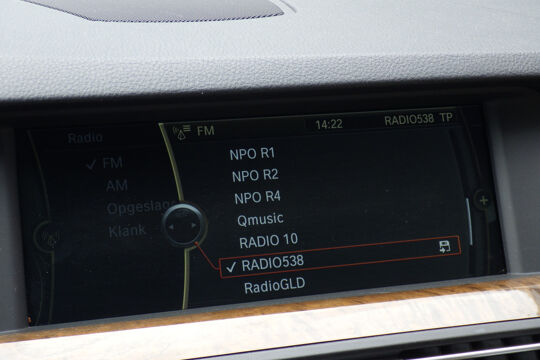 Radio
FM
AM
Opgeslag
Klank
FM 14:22 RADIO538 TP
NPO R1
NPO R2
NPO R4
Qmusic
RADIO 10
RADIO538
RadioGLD